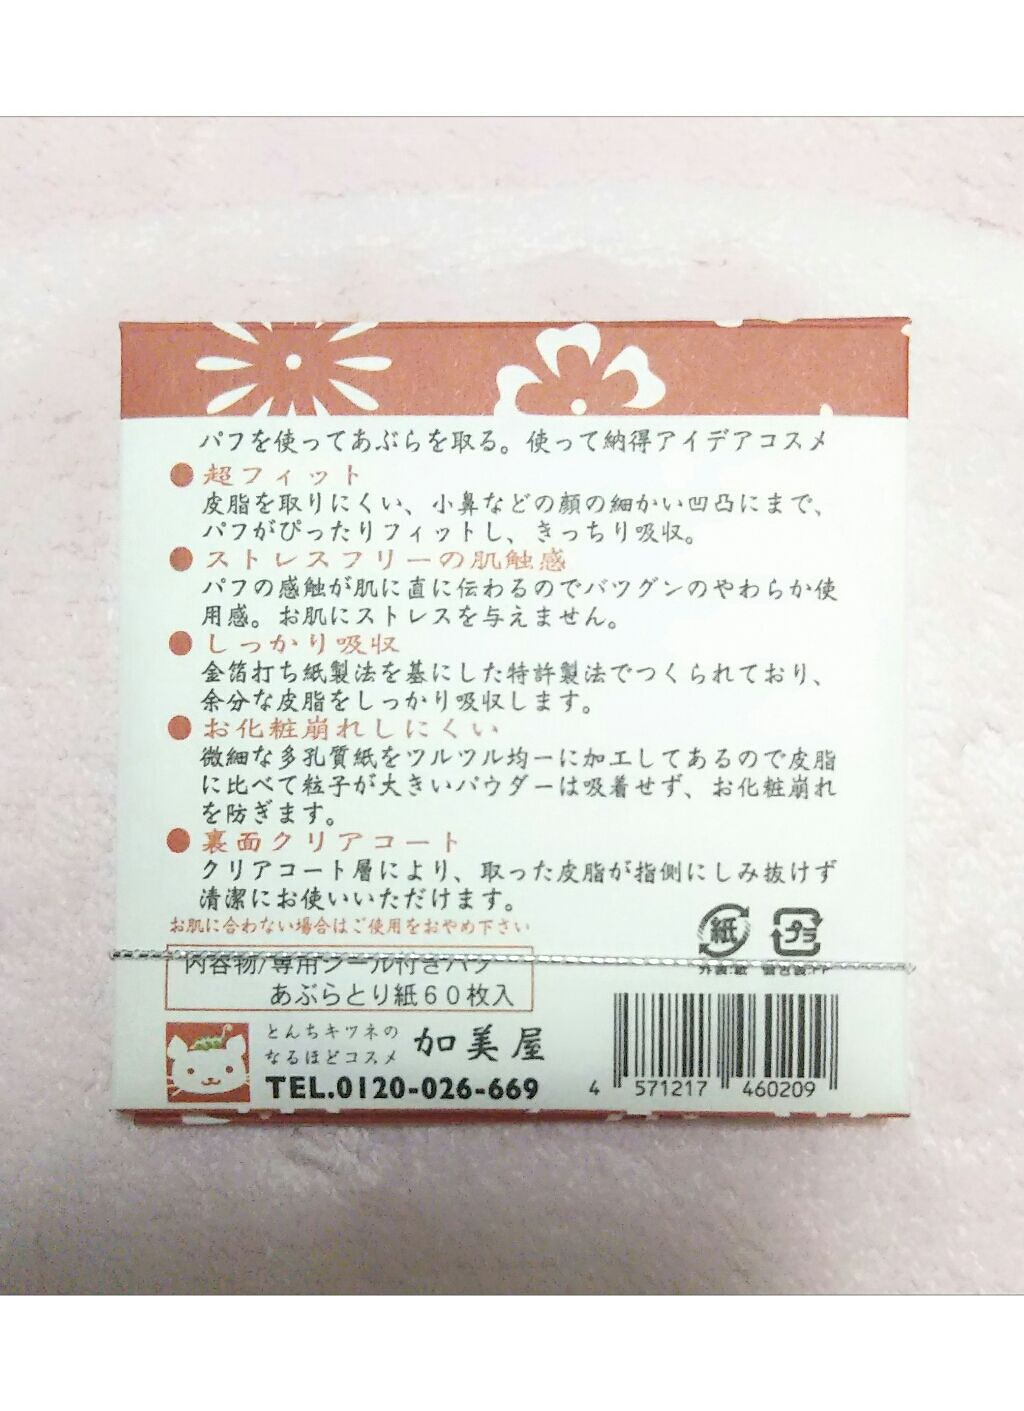 パフを使ってあぶらを取る。使って納得アイデアコスメ
●超フィット
皮脂を取りにくい、小鼻などの顔の細かい凹凸にまで、
パフがぴったりフィットし、きっちり吸収。
●ストレスフリーの肌触感
パフの感触が肌に直に伝わるのでバツグンのやわらか使
用感。お肌にストレスを与えません。
●しっかり吸収
金箔打ち紙製法を基にした特許製法でつくられており、
余分な皮脂をしっかり吸収します。
●お化粧崩れしにくい
微細な多孔質紙をツルツル均一に加工してあるので皮脂
に比べて粒子が大きいパウダーは吸着せず、お化粧崩れ
を防ぎます。
●裏面クリアコート
クリアコート層により、取った皮脂が指側にしみ抜けず
清潔にお使いいただけます。
お肌に合わない場合はご使用をおやめ下さい
紙 プラ
内容物/専用シール付きパフ
あぶらとり紙60枚入
とんちキツネの
なるほどコスメ
加美屋
TEL.0120-026-669
4 571217 460209